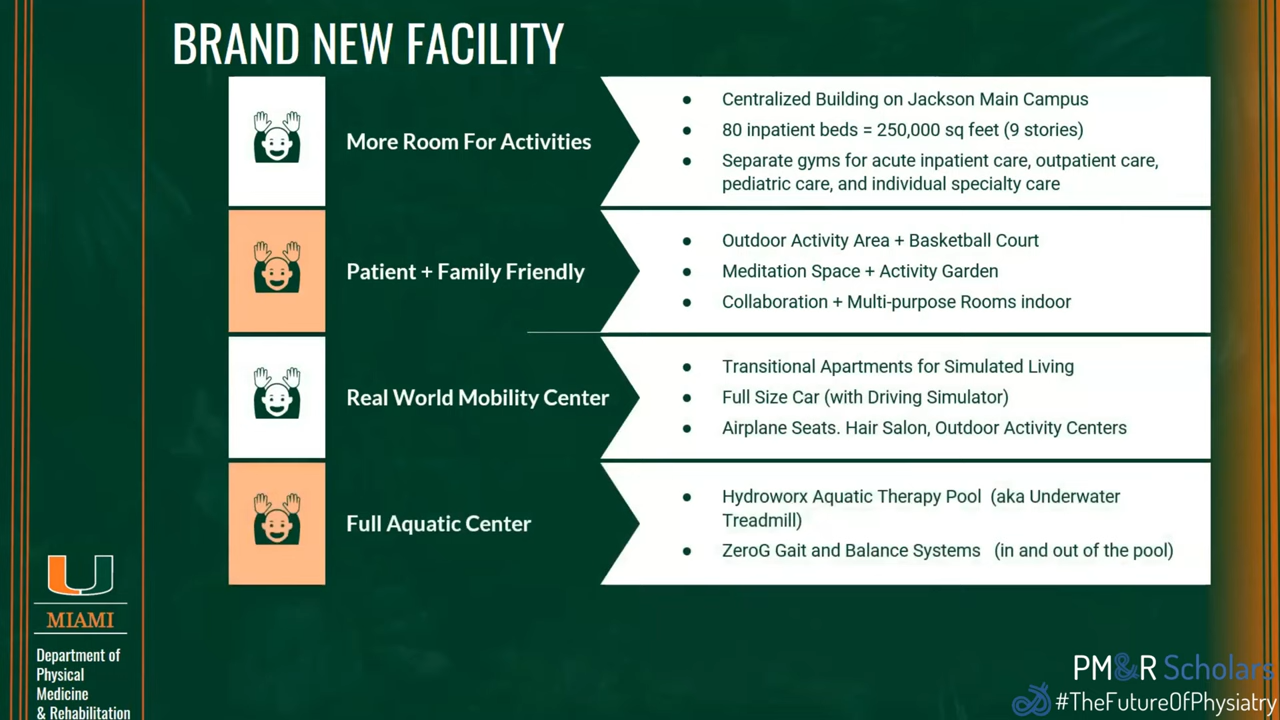 BRAND NEW FACILITY
More Room For Activities
● Centralized Building on Jackson Main Campus
● 80 inpatient beds = 250,000 sq feet (9 stories)
● Separate gyms for acute inpatient care, outpatient care,
pediatric care, and individual specialty care
Patient + Family Friendly
● Outdoor Activity Area + Basketball Court
● Meditation Space + Activity Garden
● Collaboration + Multi-purpose Rooms indoor
Real World Mobility Center
● Transitional Apartments for Simulated Living
● Full Size Car (with Driving Simulator)
● Airplane Seats. Hair Salon, Outdoor Activity Centers
Full Aquatic Center
● Hydroworx Aquatic Therapy Pool (aka Underwater
Treadmill)
● ZeroG Gait and Balance Systems (in and out of the pool)
U
MIAMI
Department of
Physical
Medicine
& Rehabilitation
PM&R Scholars
#TheFutureOfPhysiatry